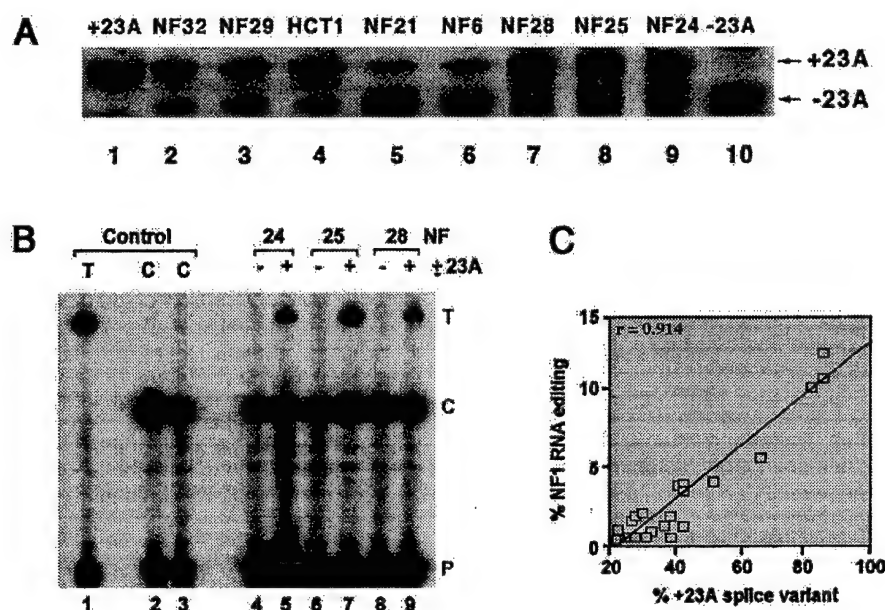 A
+23A NF32 NF29 HCT1 NF21 NF6 NF28 NF25 NF24 -23A
+23A
-23A
1 2 3 4 5 6 7 8 9 10
B
Control 24 25 28 NF
T C C - + - + - + ±23A
T
C
P
1 2 3 4 5 6 7 8 9
C
r = 0.914
% NF1 RNA editing
15
10
5
0
20 40 60 80 100
% +23A splice variant